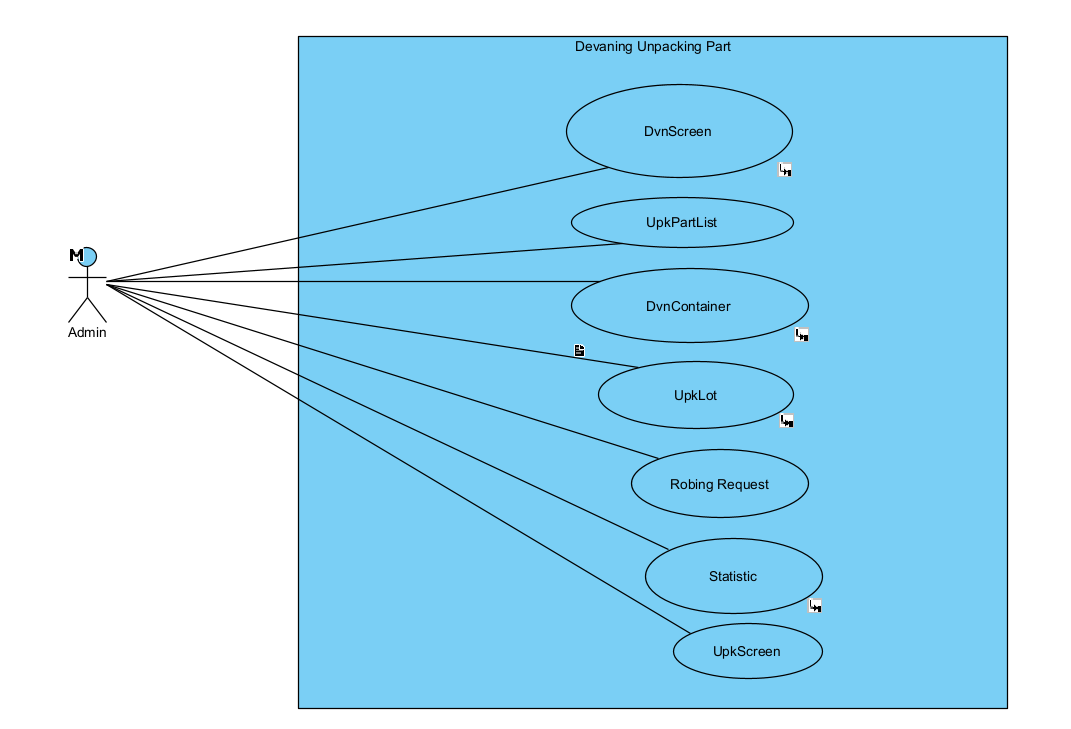 Devaning Unpacking Part
DvnScreen
UpkPartList
M
Admin
DvnContainer
UpkLot
Robing Request
Statistic
UpkScreen